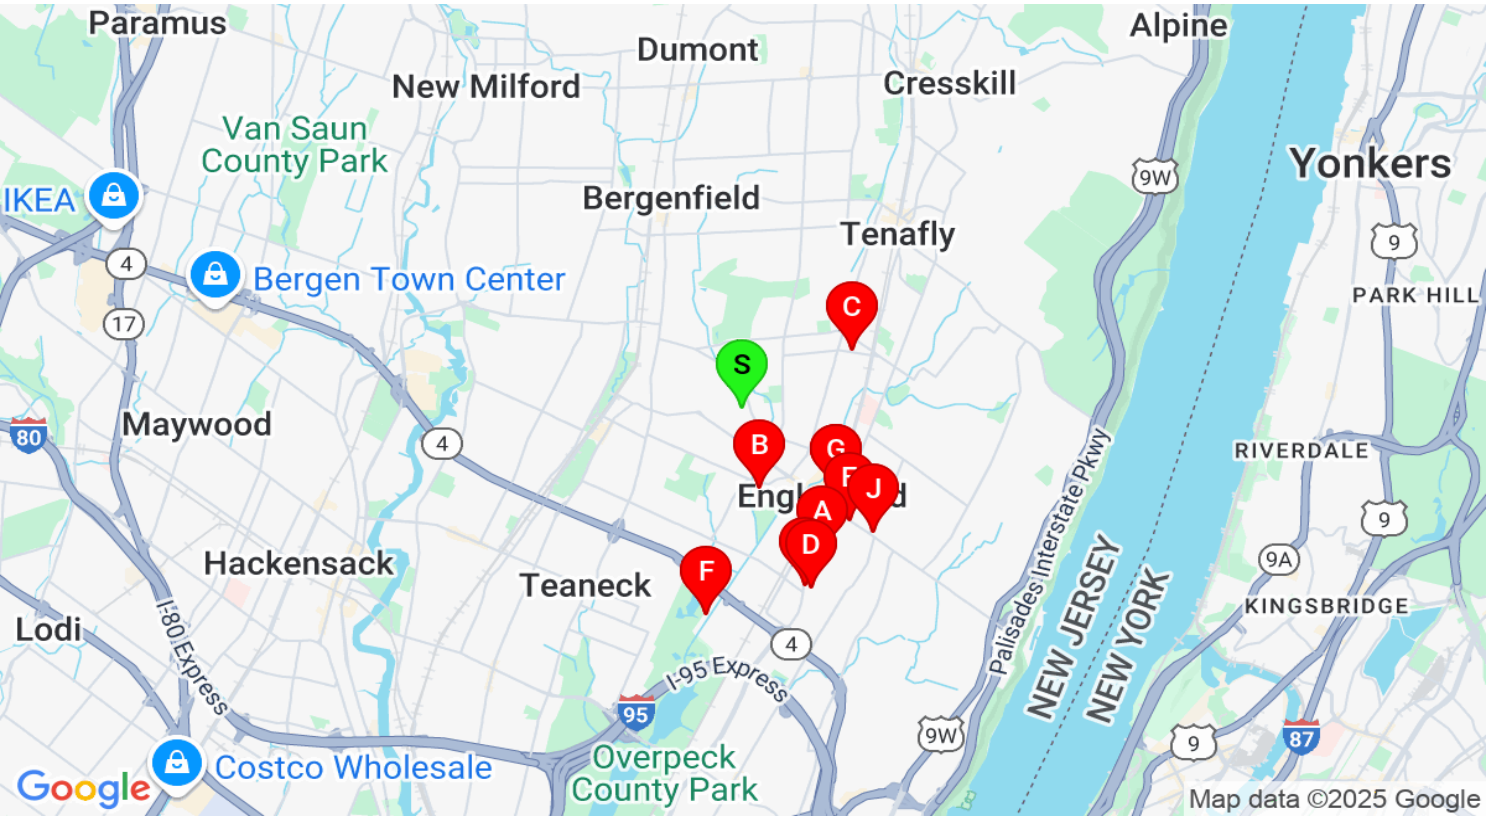 Paramus
Dumont
Alpine
New Milford
Cresskill
Van Saun
County Park
Yonkers
9W
IKEA
Bergenfield
Tenafly
9
4
Bergen Town Center
PARK HILL
17
C
S
Maywood
80
4
B
G
RIVERDALE
E
J
Engl
d
A
9
D
Hackensack
Teaneck
F
Palisades Interstate Pkwy
9A
KINGSBRIDGE
NEW JERSEY
NEW YORK
Lodi
I-80 Express
4
I-95 Express
95
9W
9
87
Overpeck
County Park
Costco Wholesale
Google
Map data ©2025 Google